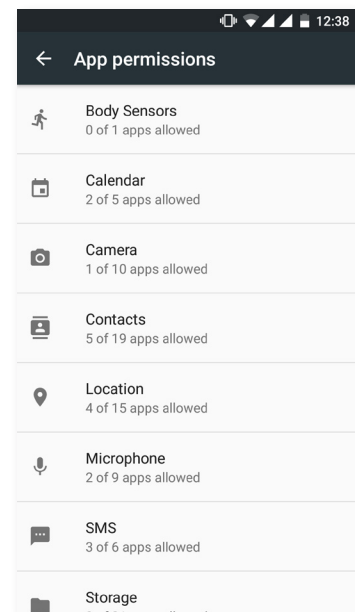 12:38
App permissions
Body Sensors
0 of 1 apps allowed
Calendar
2 of 5 apps allowed
Camera
1 of 10 apps allowed
Contacts
5 of 19 apps allowed
Location
4 of 15 apps allowed
Microphone
2 of 9 apps allowed
SMS
3 of 6 apps allowed
Storage